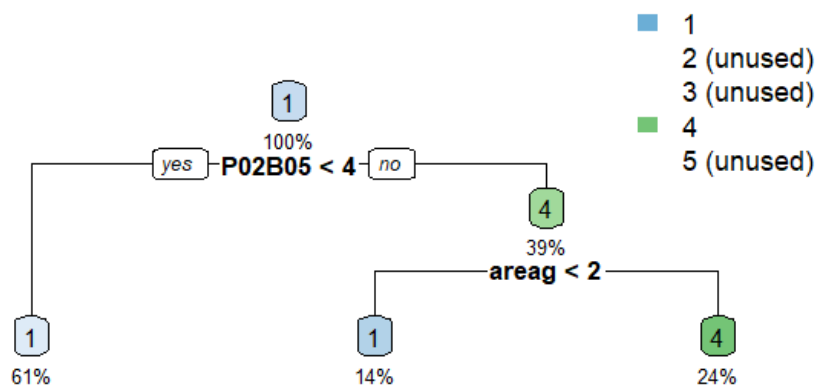 1
2 (unused)
3 (unused)
4
5 (unused)
1
100%
yes P02B05 < 4 no
4
39%
areag < 2
1 1 4
61% 14% 24%